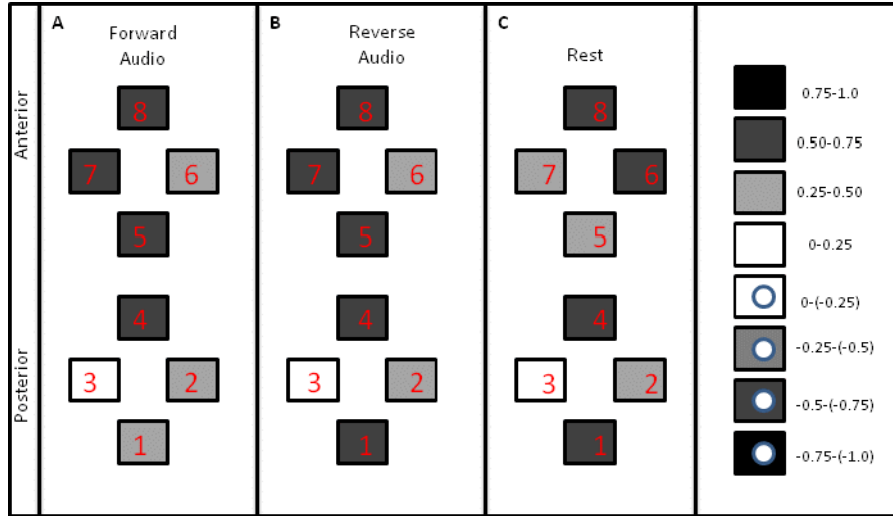 A
Forward
Audio
B
Reverse
Audio
C
Rest
Anterior
Posterior
8
7 6
5
4
3 2
1
8
7 6
5
4
3 2
1
8
7 6
5
4
3 2
1
0.75-1.0
0.50-0.75
0.25-0.50
0-0.25
0-(-0.25)
-0.25-(-0.5)
-0.5-(-0.75)
-0.75-(-1.0)